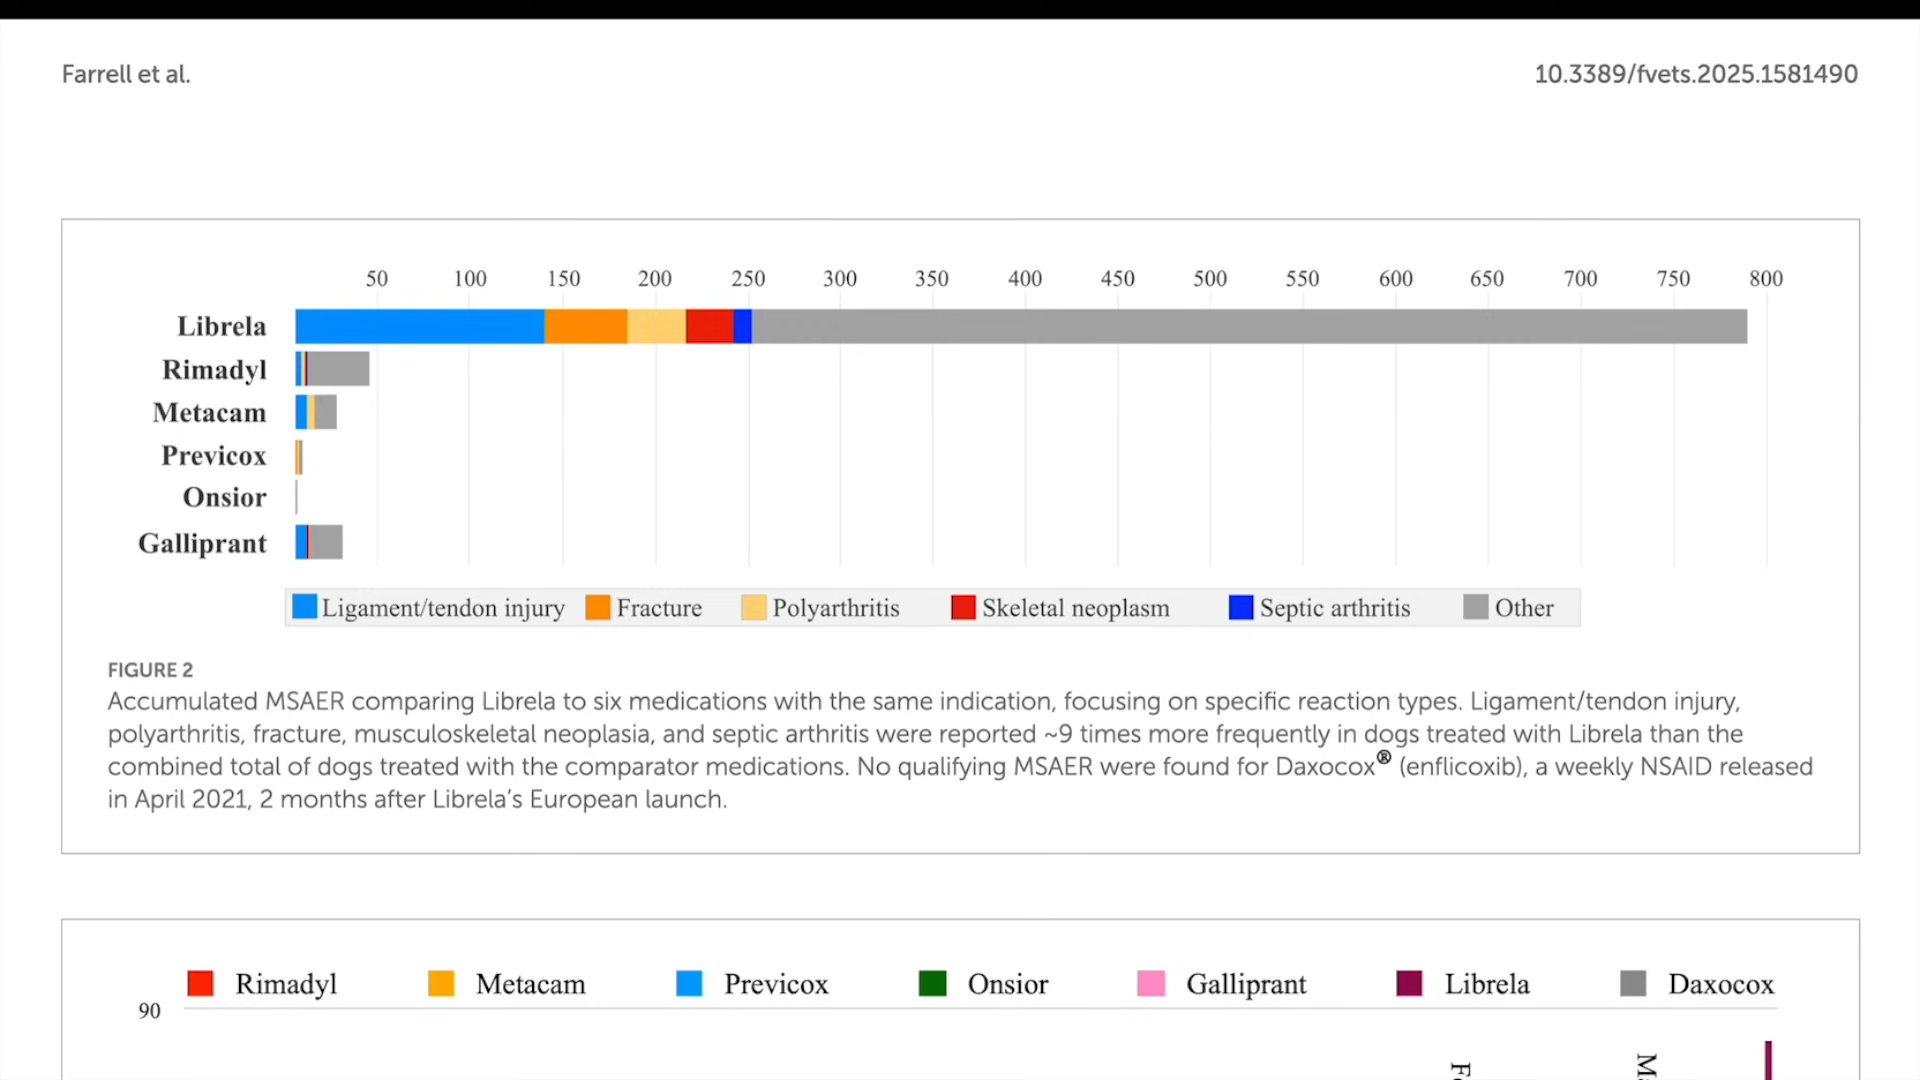 Farrell et al.
10.3389/fvets.2025.1581490
50 100 150 200 250 300 350 400 450 500 550 600 650 700 750 800
Librela
Rimadyl
Metacam
Previcox
Onsior
Galliprant
Ligament/tendon injury Fracture Polyarthritis Skeletal neoplasm Septic arthritis Other
FIGURE 2
Accumulated MSAER comparing Librela to six medications with the same indication, focusing on specific reaction types. Ligament/tendon injury,
polyarthritis, fracture, musculoskeletal neoplasia, and septic arthritis were reported ~9 times more frequently in dogs treated with Librela than the
combined total of dogs treated with the comparator medications. No qualifying MSAER were found for Daxocox® (enflicoxib), a weekly NSAID released
in April 2021, 2 months after Librela's European launch.
Rimadyl Metacam Previcox Onsior Galliprant Librela Daxocox
90